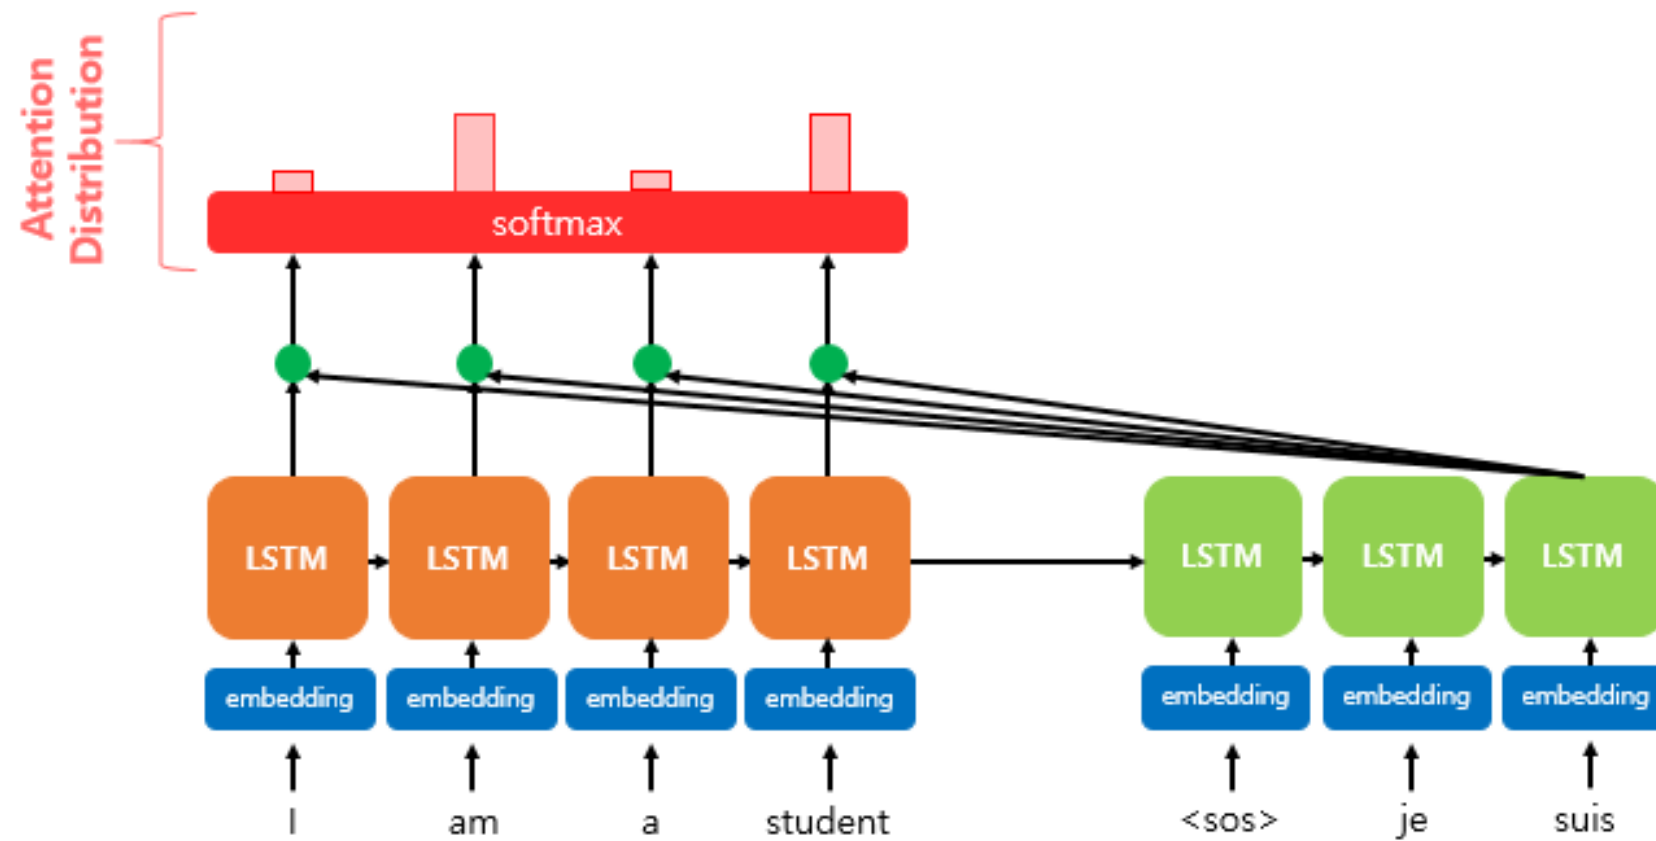 Attention
Distribution
softmax
LSTM LSTM LSTM LSTM LSTM LSTM LSTM
embedding embedding embedding embedding embedding embedding embedding
I am a student <sos> je suis